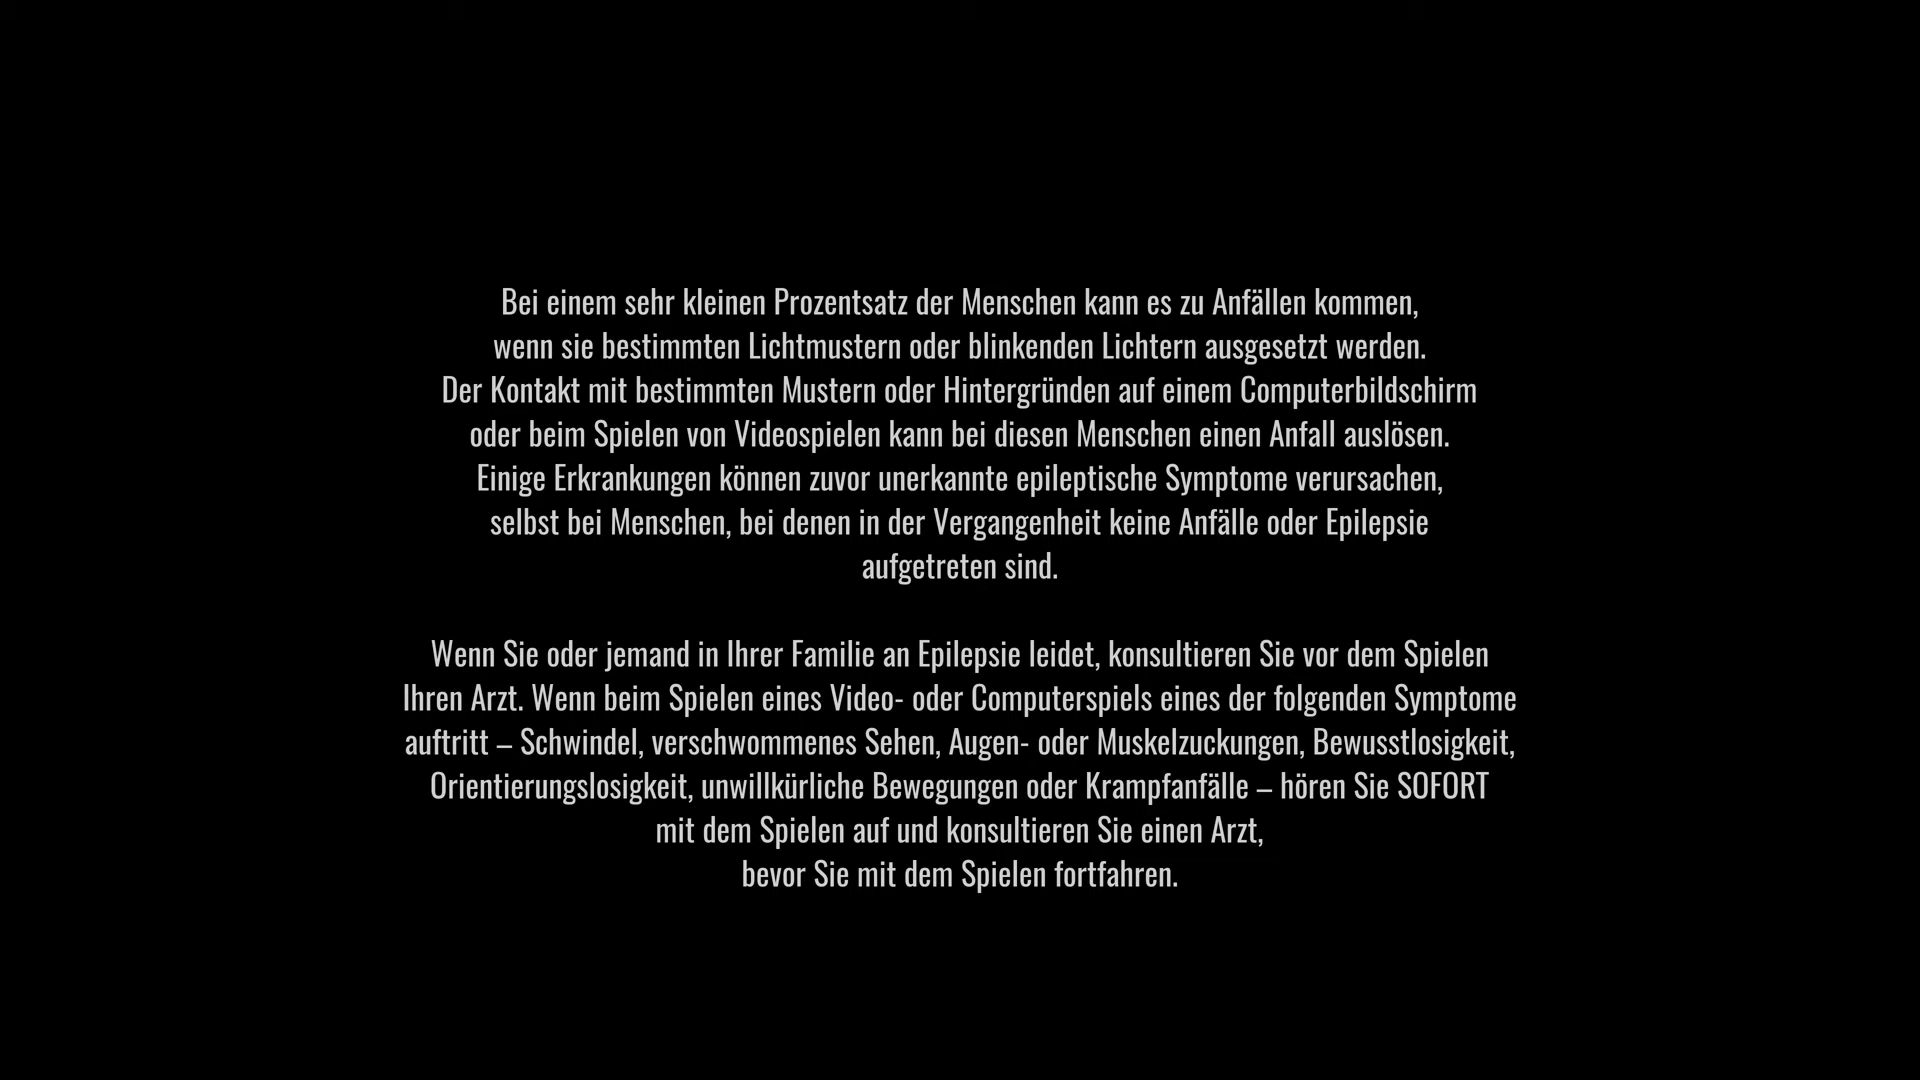 Bei einem sehr kleinen Prozentsatz der Menschen kann es zu Anfällen kommen,
wenn sie bestimmten Lichtmustern oder blinkenden Lichtern ausgesetzt werden.
Der Kontakt mit bestimmten Mustern oder Hintergründen auf einem Computerbildschirm
oder beim Spielen von Videospielen kann bei diesen Menschen einen Anfall auslösen.
Einige Erkrankungen können zuvor unerkannte epileptische Symptome verursachen,
selbst bei Menschen, bei denen in der Vergangenheit keine Anfälle oder Epilepsie
aufgetreten sind.
Wenn Sie oder jemand in Ihrer Familie an Epilepsie leidet, konsultieren Sie vor dem Spielen
Ihren Arzt. Wenn beim Spielen eines Video- oder Computerspiels eines der folgenden Symptome
auftritt – Schwindel, verschwommenes Sehen, Augen- oder Muskelzuckungen, Bewusstlosigkeit,
Orientierungslosigkeit, unwillkürliche Bewegungen oder Krampfanfälle – hören Sie SOFORT
mit dem Spielen auf und konsultieren Sie einen Arzt,
bevor Sie mit dem Spielen fortfahren.